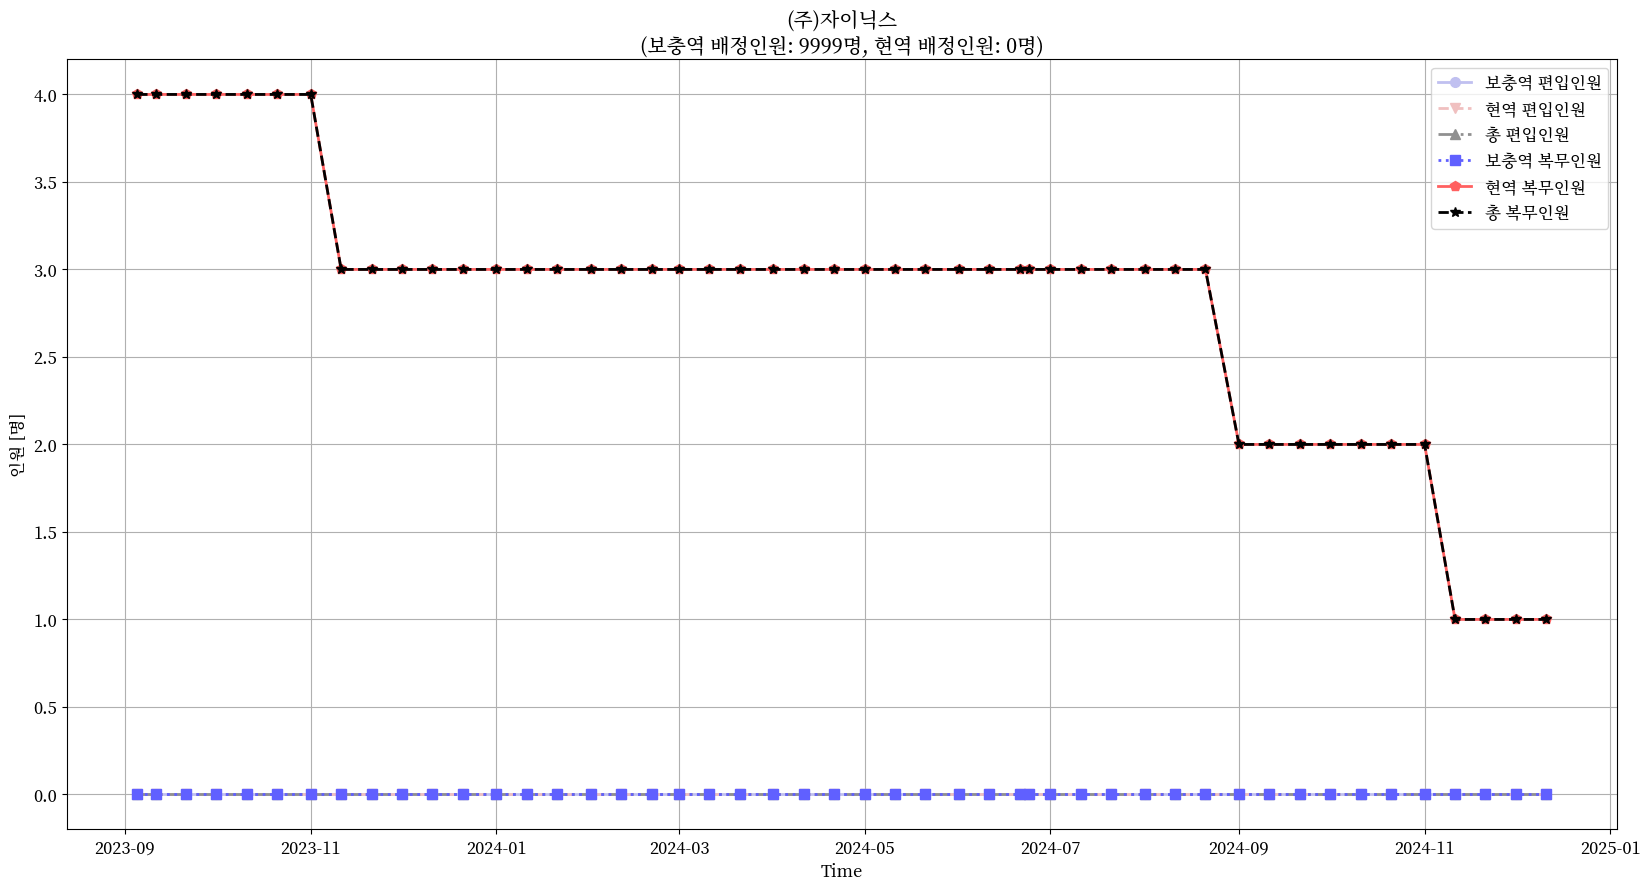 (주)자이닉스
(보충역 배정인원: 9999명, 현역 배정인원: 0명)
보충역 편입인원
현역 편입인원
총 편입인원
보충역 복무인원
현역 복무인원
총 복무인원
인원 [명]
4.0
3.5
3.0
2.5
2.0
1.5
1.0
0.5
0.0
2023-09 2023-11 2024-01 2024-03 2024-05 2024-07 2024-09 2024-11 2025-01
Time